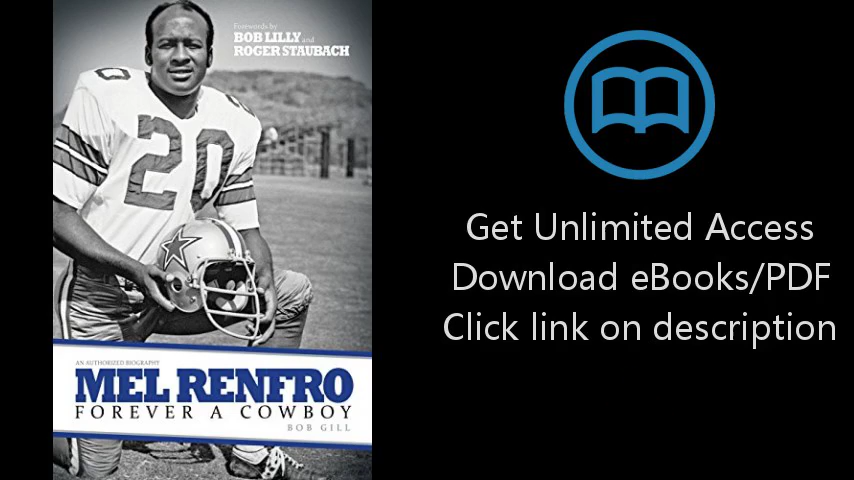 Forewords by
BOB LILLY and
ROGER STAUBACH
20
20
AN AUTHORIZED BIOGRAPHY
MEL RENFRO
FOREVER A COWBOY
BOB GILL
Get Unlimited Access
Download eBooks/PDF
Click link on description